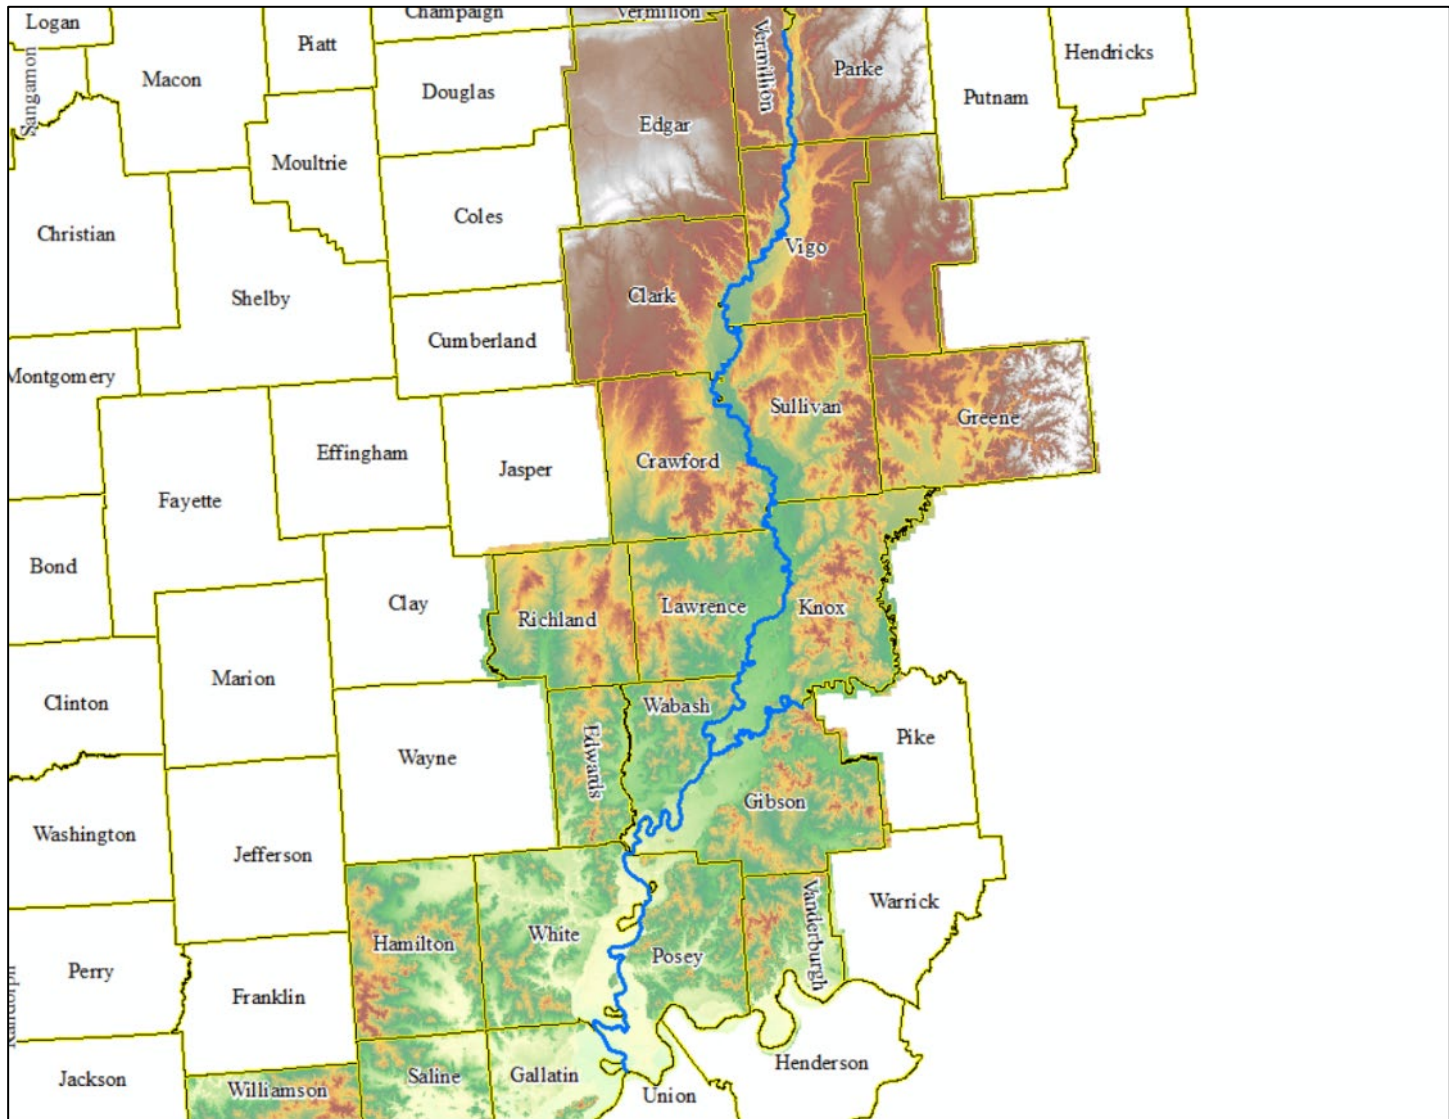 Logan
Champaign
Vermilion
Piatt
Hendricks
Macon
Sangamon
Douglas
Vermillion
Parke
Putnam
Edgar
Moultrie
Coles
Christian
Vigo
Shelby
Clark
Cumberland
Montgomery
Sullivan
Greene
Effingham
Jasper
Crawford
Fayette
Bond
Clay
Richland
Lawrence
Knox
Marion
Clinton
Wabash
Wayne
Edwards
Pike
Gibson
Washington
Jefferson
Hamilton
White
Posey
Vanderburgh
Warrick
Perry
Franklin
Randolph
Jackson
Williamson
Saline
Gallatin
Union
Henderson